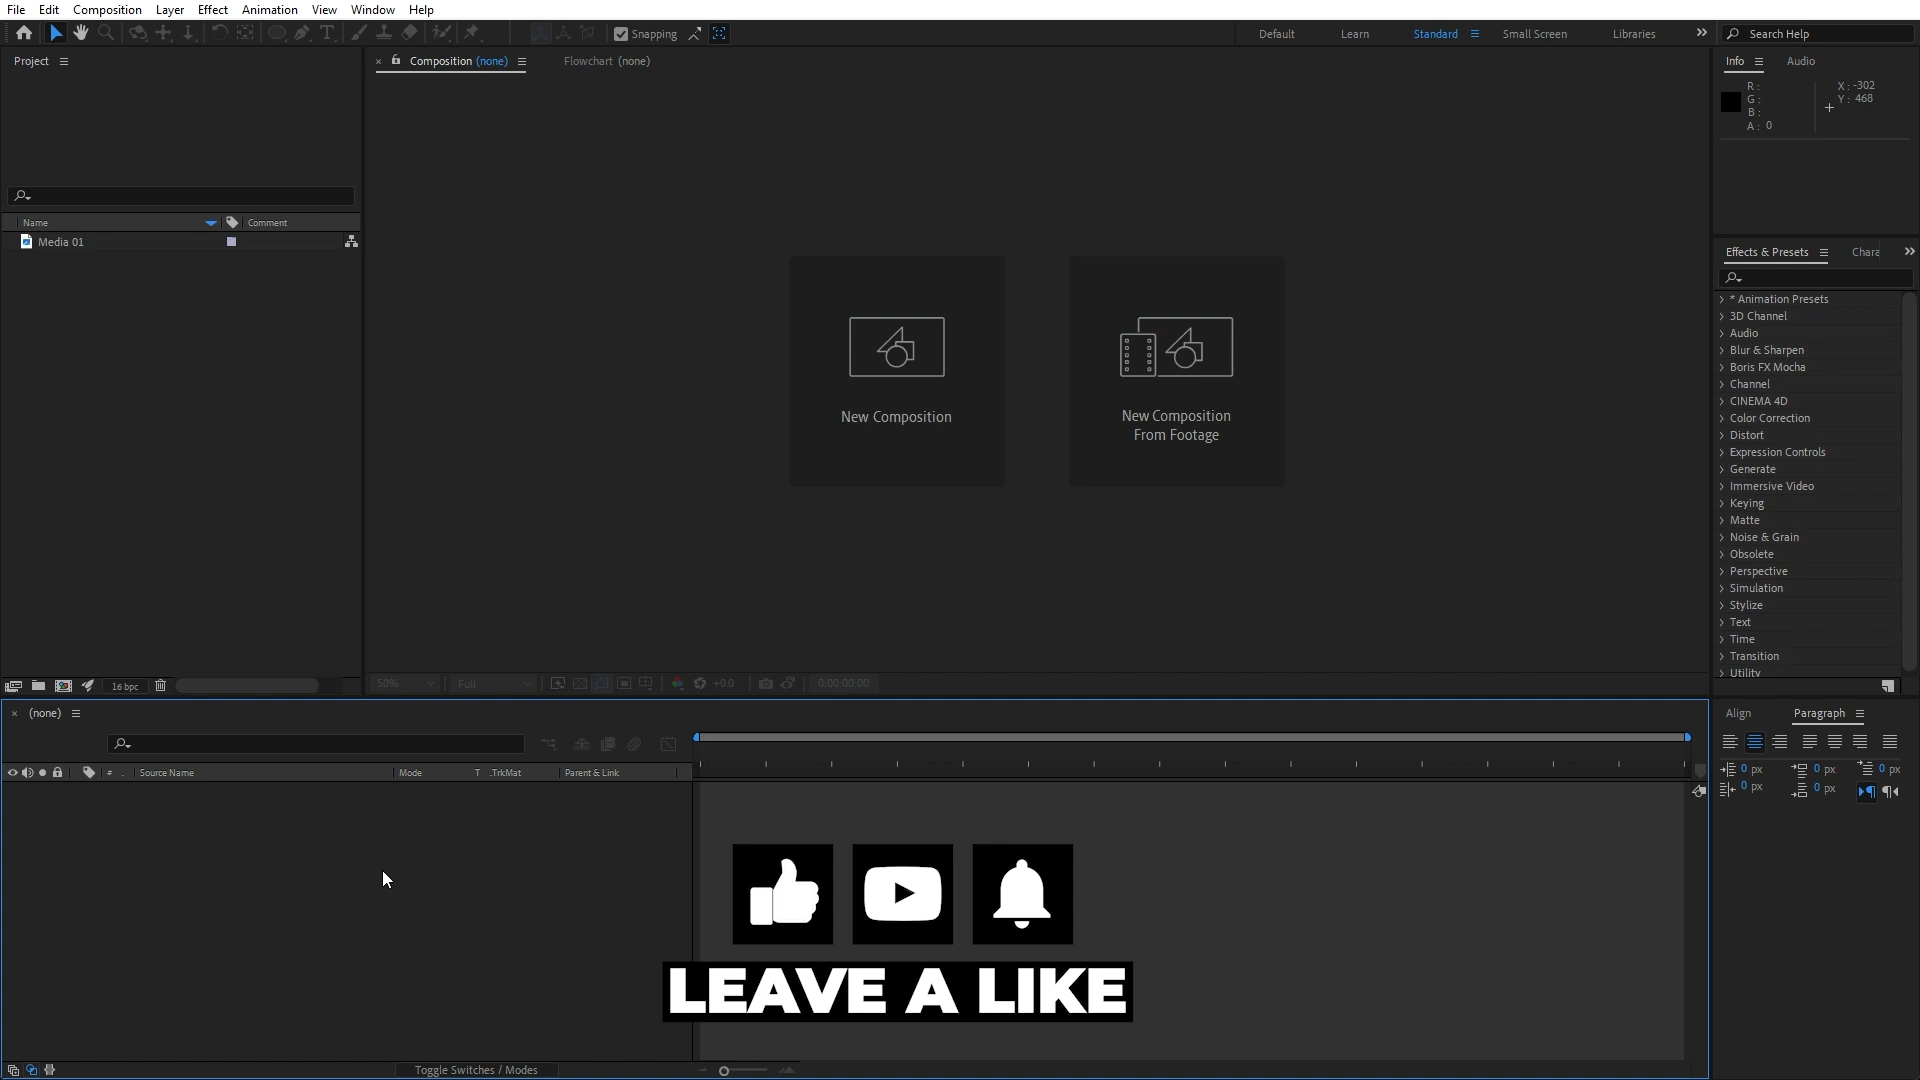 File Edit Composition Layer Effect Animation View Window Help
Snapping
Default Learn Standard Small Screen Libraries
Search Help
Project
Composition (none)
Flowchart (none)
Info Audio
R :
G :
B :
A : 0
X : -302
Y : 468
Name Comment
Media 01
New Composition
New Composition
From Footage
Effects & Presets Chara
* Animation Presets
3D Channel
Audio
Blur & Sharpen
Boris FX Mocha
Channel
CINEMA 4D
Color Correction
Distort
Expression Controls
Generate
Immersive Video
Keying
Matte
Noise & Grain
Obsolete
Perspective
Simulation
Stylize
Text
Time
Transition
Utility
16 bpc
50% Full +0.0 0:00:00:00
(none)
# . Source Name Mode T .TrkMat Parent & Link
Align Paragraph
0 px 0 px 0 px
0 px 0 px
LEAVE A LIKE
Toggle Switches / Modes